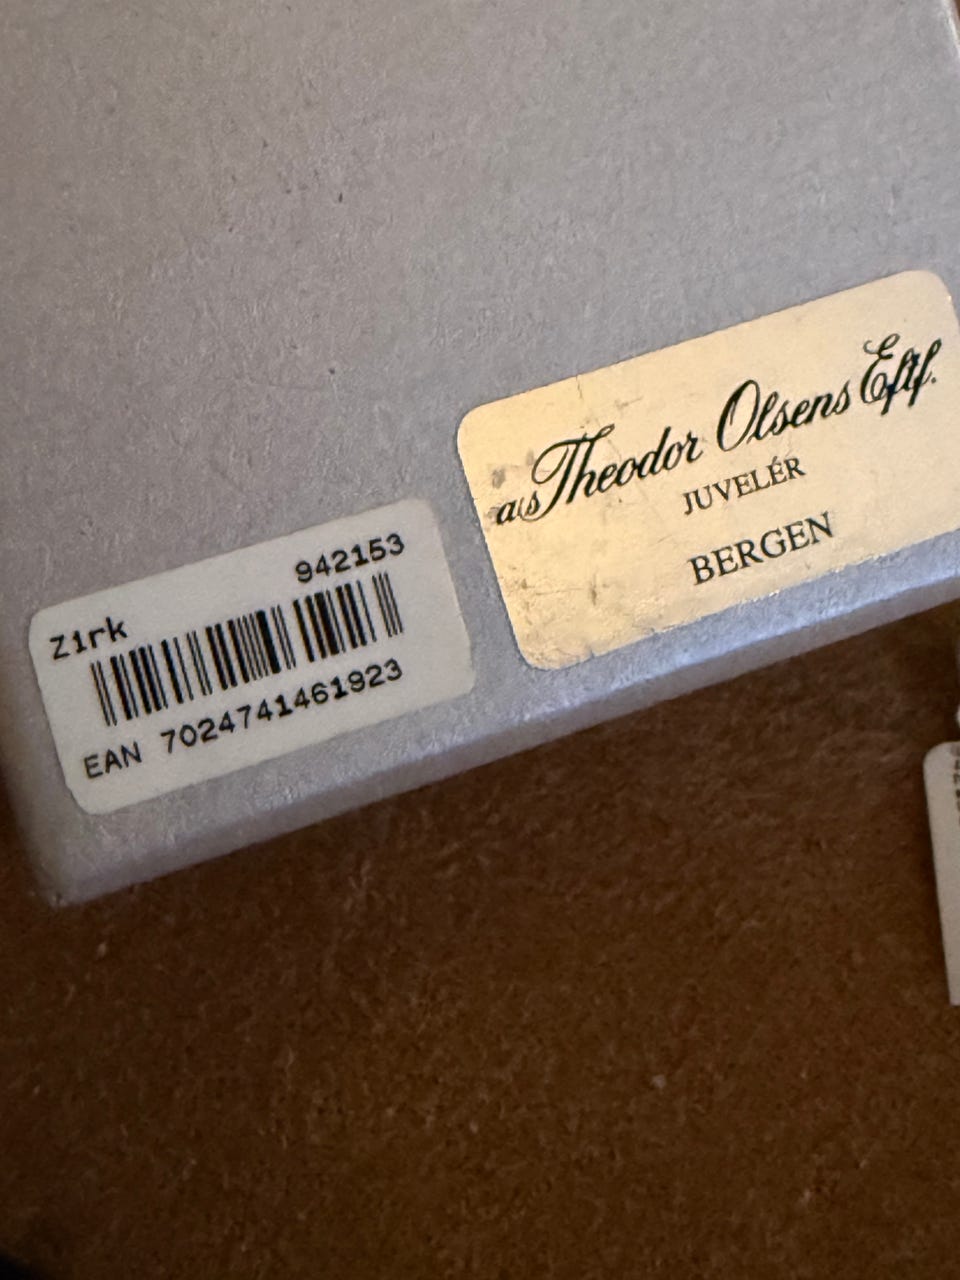 a/s Theodor Olsens Eftf.
JUVELÉR
BERGEN
942153
Zirk
EAN 7024741461923